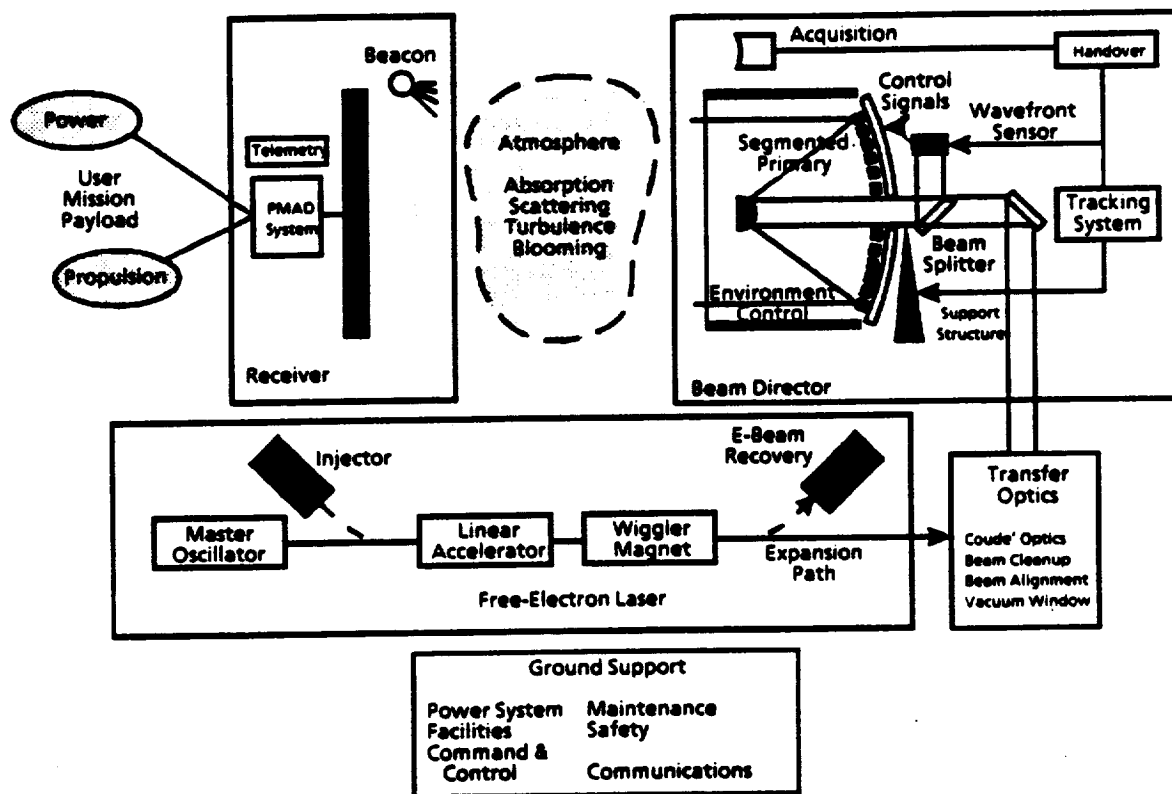 Power
User
Mission
Payload
Propulsion
Beacon
Telemetry
PMAD
System
Receiver
Atmosphere
Absorption
Scattering
Turbulence
Blooming
Acquisition
Handover
Control
Signals
Wavefront
Sensor
Segmented
Primary
Tracking
System
Beam
Splitter
Environment
Control
Support
Structure
Beam Director
Injector
E-Beam
Recovery
Master
Oscillator
Linear
Accelerator
Wiggler
Magnet
Expansion
Path
Free-Electron Laser
Transfer
Optics
Coude' Optics
Beam Cleanup
Beam Alignment
Vacuum Window
Ground Support
Power System Maintenance
Facilities Safety
Command &
Control Communications